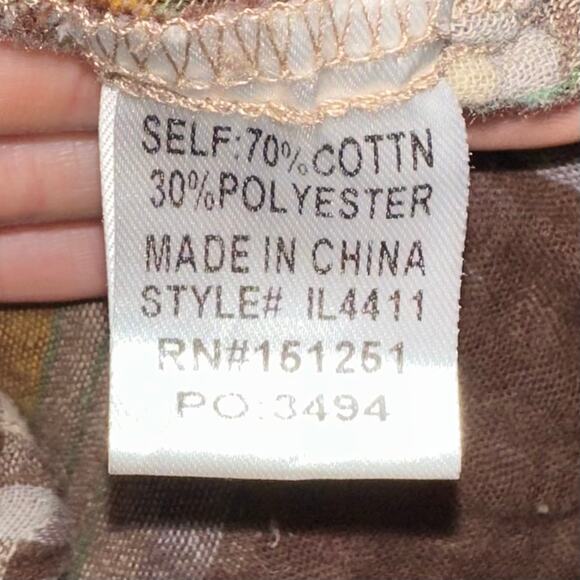 SELF:70%COTTN
30%POLYESTER
MADE IN CHINA
STYLE# IL4411
RN#151251
PO:3494